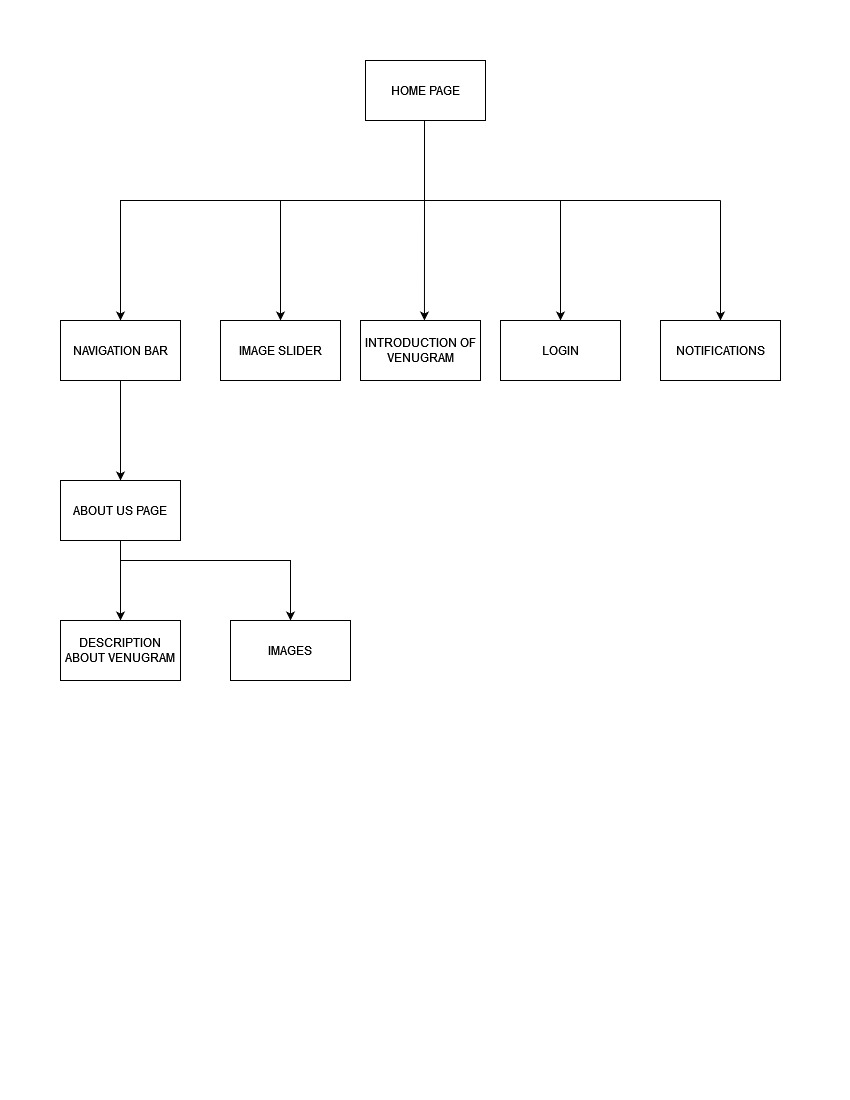 HOME PAGE
NAVIGATION BAR
IMAGE SLIDER
INTRODUCTION OF
VENUGRAM
LOGIN
NOTIFICATIONS
ABOUT US PAGE
DESCRIPTION
ABOUT VENUGRAM
IMAGES